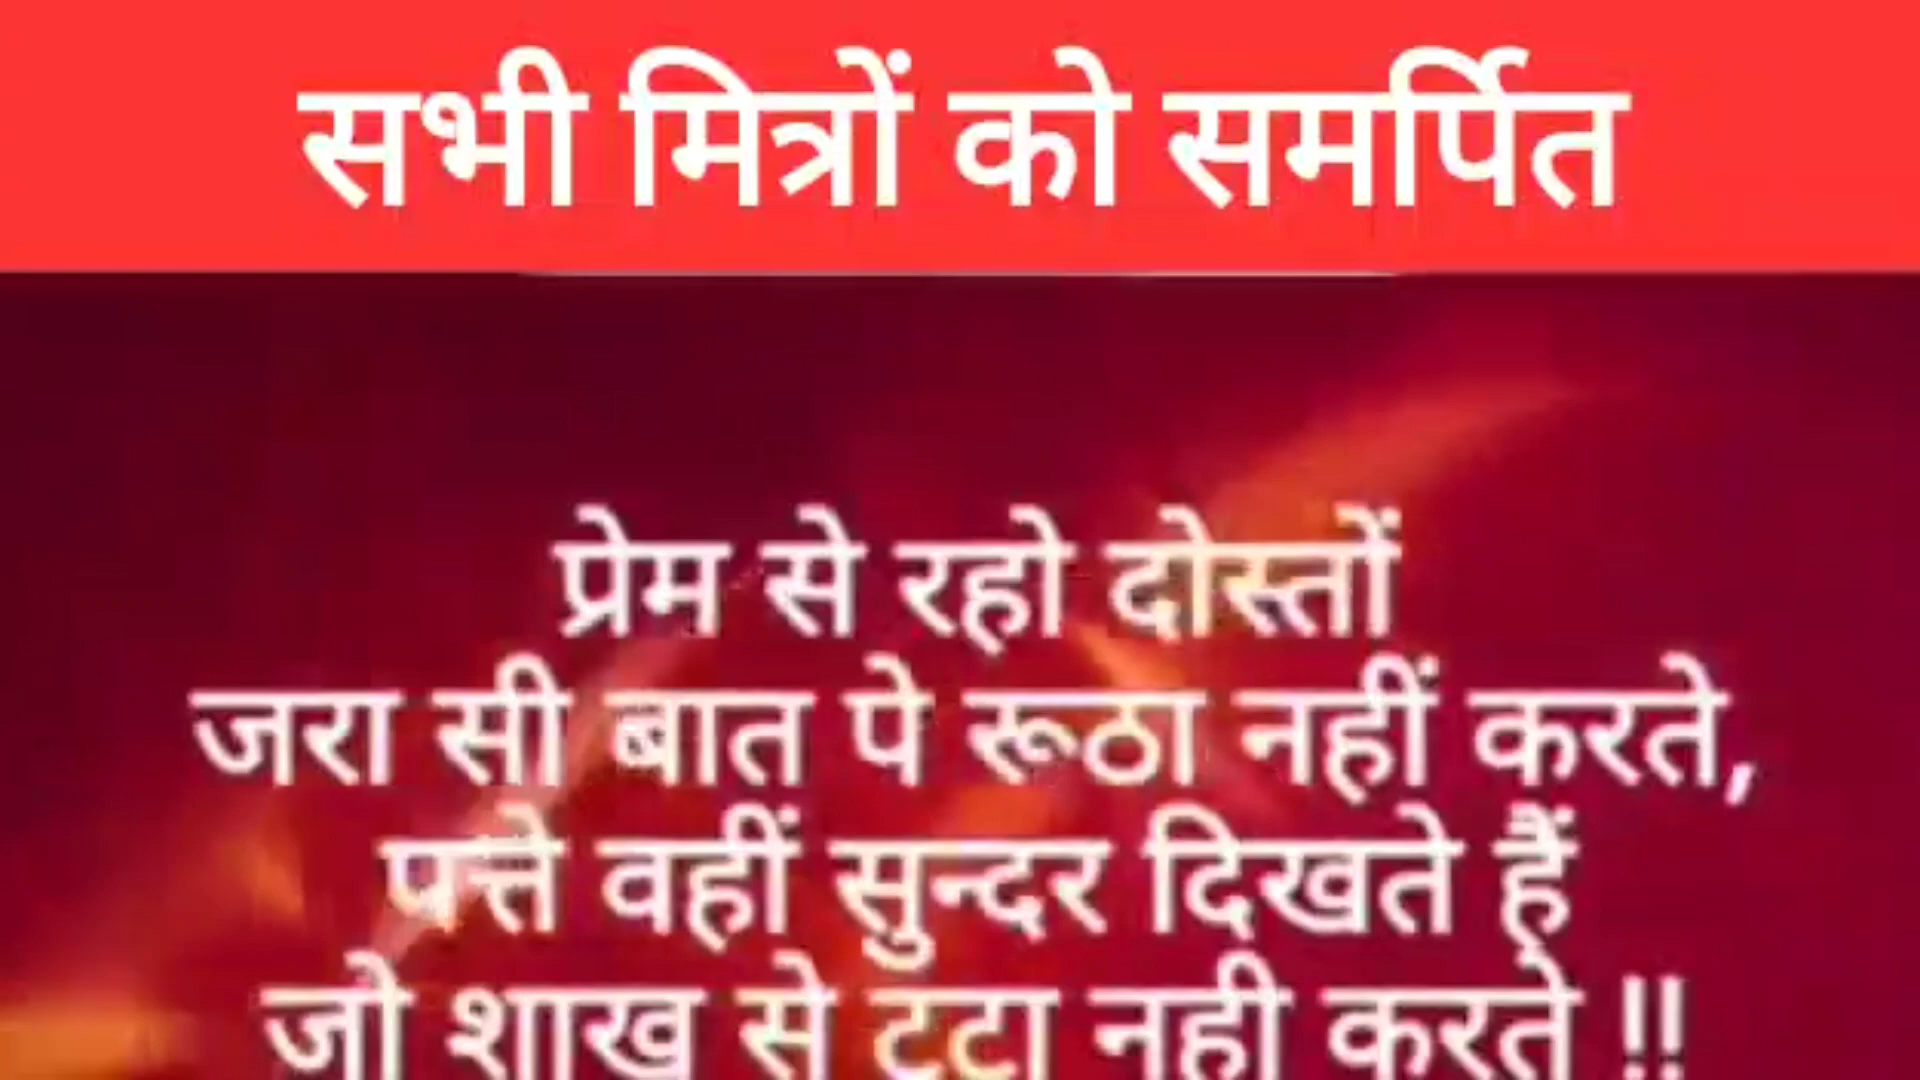 सभी मित्रों को समर्पित
प्रेम से रहो दोस्तों
जरा सी बात पे रूठा नहीं करते,
पत्ते वहीं सुन्दर दिखते हैं
जो शाख से टूटा नही करते !!